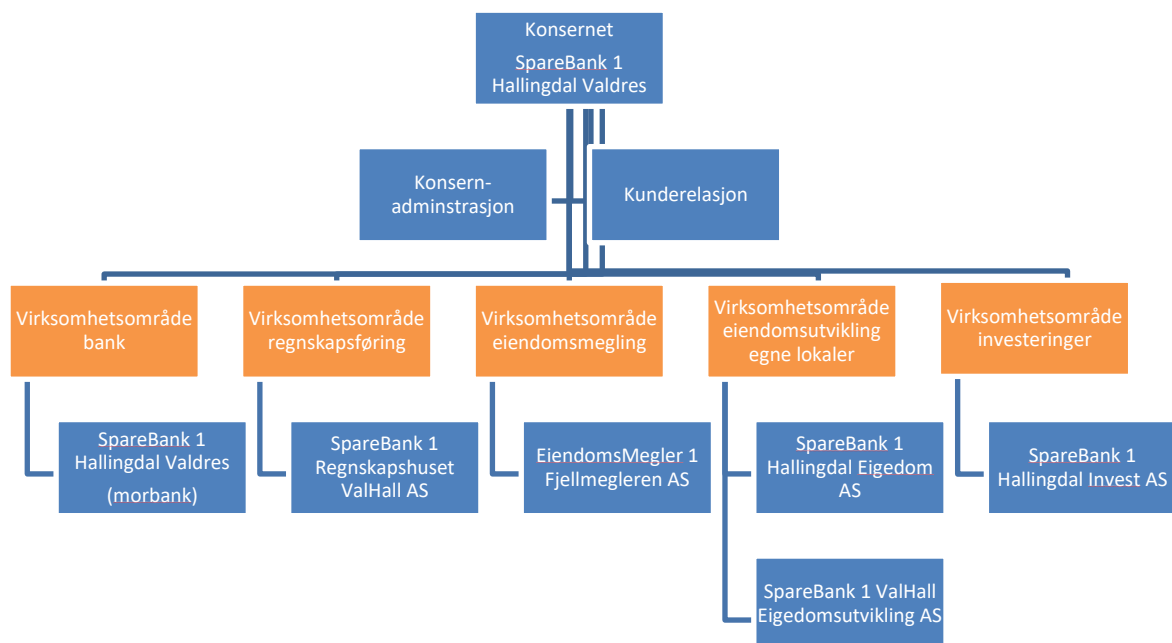 Konsernet
SpareBank 1
Hallingdal Valdres
Konsern-
adminstrasjon
Kunderelasjon
Virksomhetsområde
bank
Virksomhetsområde
regnskapsføring
Virksomhetsområde
eiendomsmegling
Virksomhetsområde
eiendomsutvikling
egne lokaler
Virksomhetsområde
investeringer
SpareBank 1
Hallingdal Valdres
(morbank)
SpareBank 1
Regnskapshuset
ValHall AS
EiendomsMegler 1
Fjellmegleren AS
SpareBank 1
Hallingdal Eigedom
AS
SpareBank 1
Hallingdal Invest AS
SpareBank 1 ValHall
Eigedomsutvikling AS